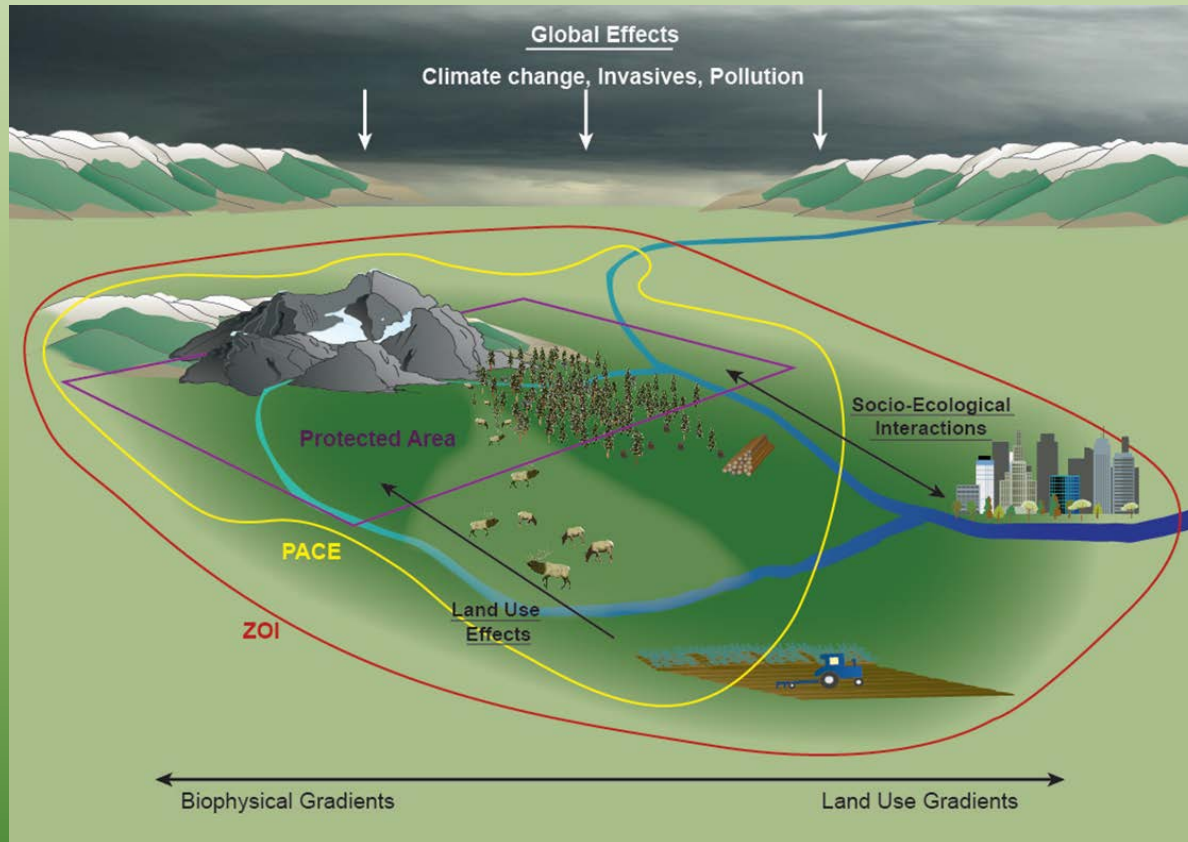 Global Effects
Climate change, Invasives, Pollution
Socio-Ecological
Interactions
Protected Area
PACE
Land Use
Effects
ZOI
Biophysical Gradients
Land Use Gradients